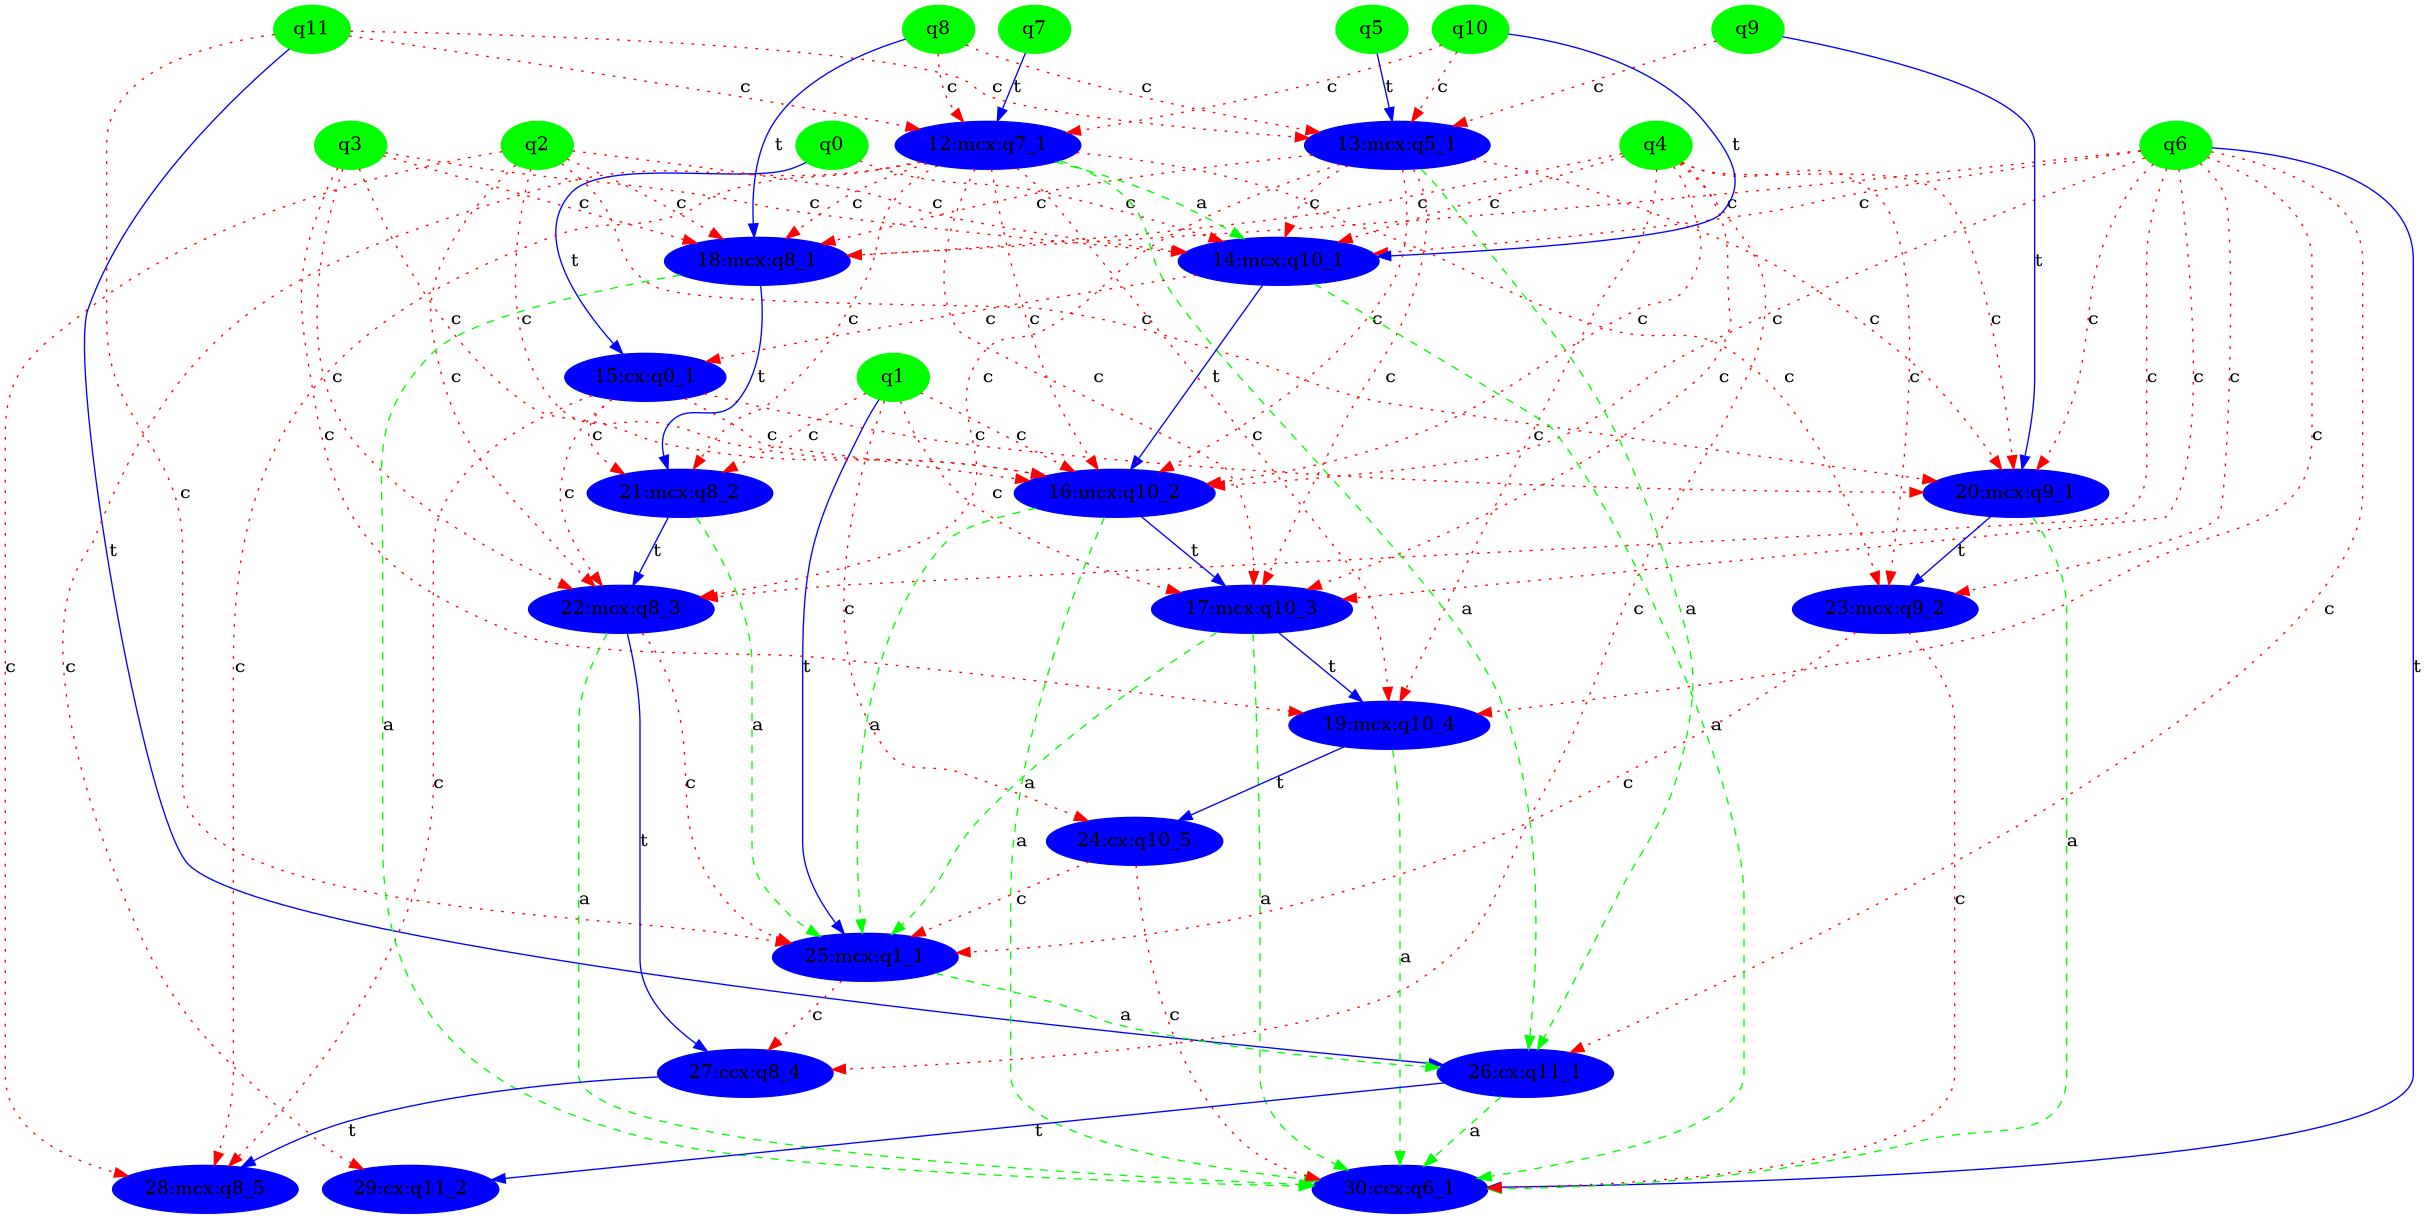 q11 q8 q7 q5 q10 q9
c c c t c c t c c
q3 q2 q0 12:mcx:q7_1 t 13:mcx:q5_1 q4 t q6
c c c c a c c c c c c
18:mcx:q8_1 14:mcx:q10_1
t t
c c c c c c c c c c c c c c c
15:cx:q0_1 t q1 c c t c c c c c c
c c c c c c c c c
21:mcx:q8_2 16:mcx:q10_2 20:mcx:q9_1
c t c t t
22:mcx:q8_3 17:mcx:q10_3 23:mcx:q9_2
c a a c
c c c t t
a a a 19:mcx:q10_4 a
c c t a t c a
24:cx:q10_5
a c a a c
c
25:mcx:q1_1 a
a c c
27:ccx:q8_4 26:cx:q11_1
t t a
28:mcx:q8_5 29:cx:q11_2 30:ccx:q6_1